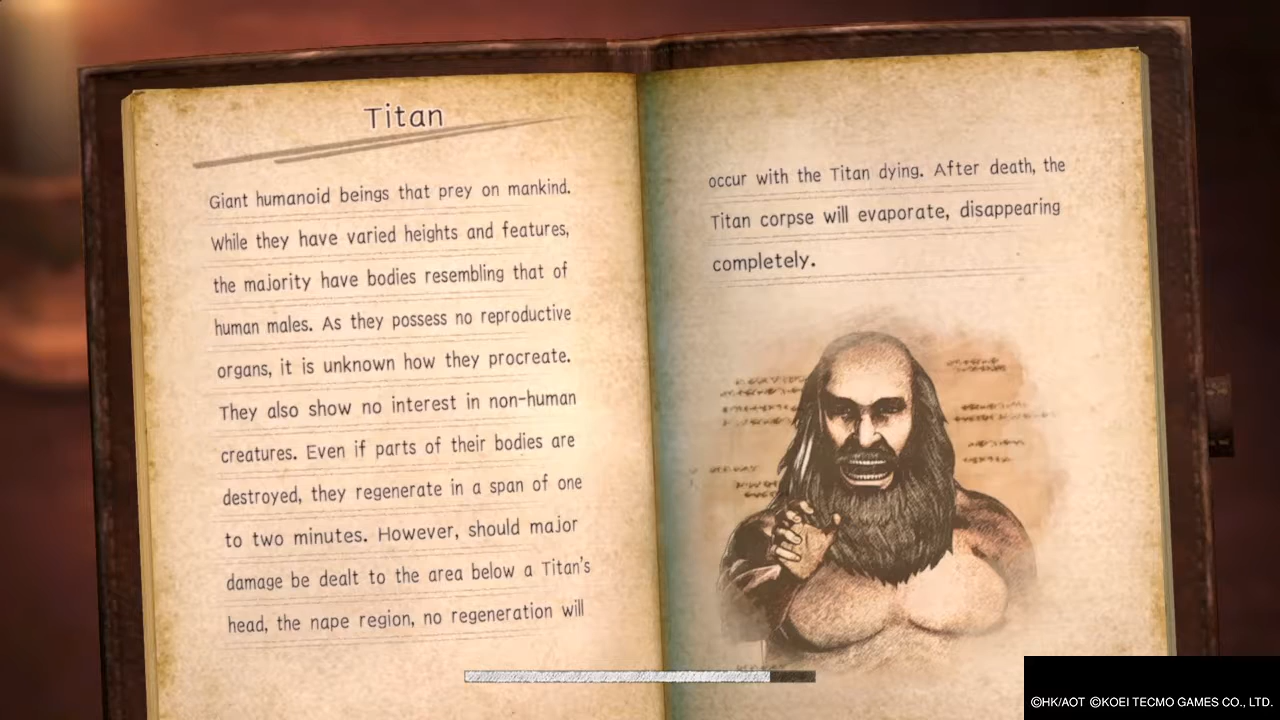 Titan
Giant humanoid beings that prey on mankind.
While they have varied heights and features,
the majority have bodies resembling that of
human males. As they possess no reproductive
organs, it is unknown how they procreate.
They also show no interest in non-human
creatures. Even if parts of their bodies are
destroyed, they regenerate in a span of one
to two minutes. However, should major
damage be dealt to the area below a Titan's
head, the nape region, no regeneration will
occur with the Titan dying. After death, the
Titan corpse will evaporate, disappearing
completely.
©HK/AOT ©KOEI TECMO GAMES CO., LTD.